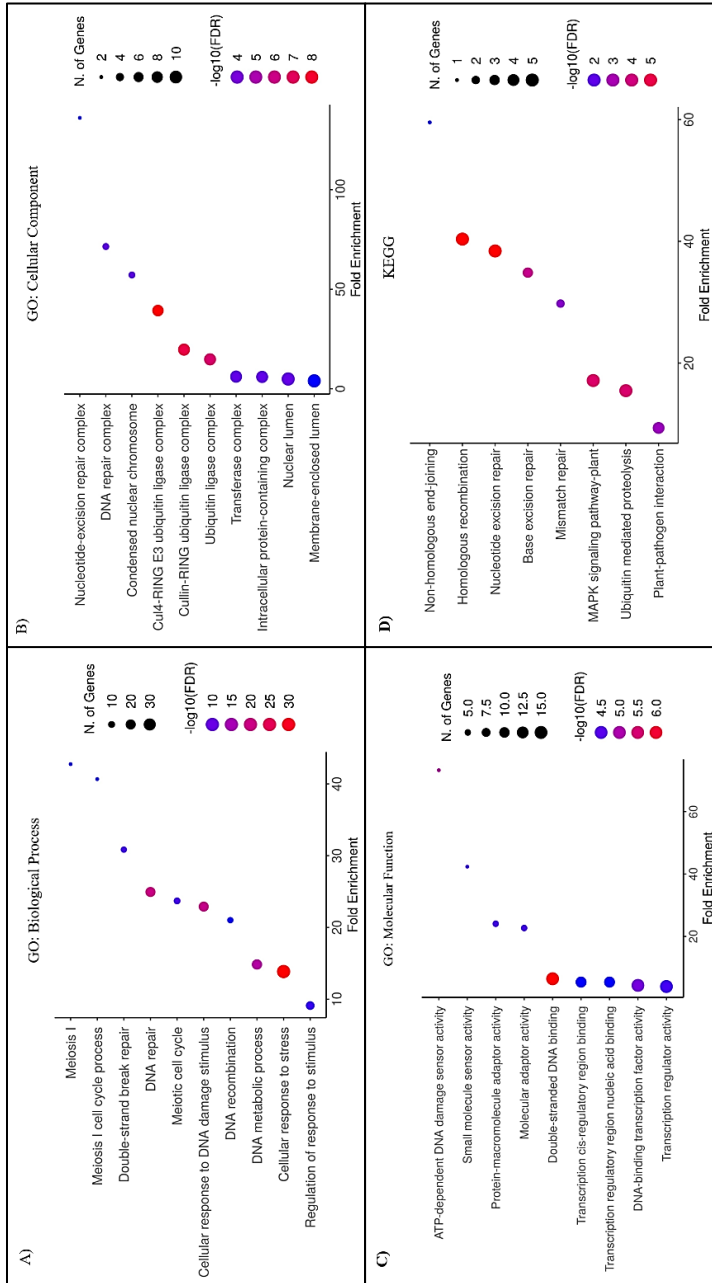 A)
GO: Biological Process
Meiosis I
Meiosis I cell cycle process
Double-strand break repair
DNA repair
Meiotic cell cycle
Cellular response to DNA damage stimulus
DNA recombination
DNA metabolic process
Cellular response to stress
Regulation of response to stimulus
10 20 30 40
Fold Enrichment
N. of Genes
10
20
30
-log10(FDR)
10
15
20
25
30
B)
GO: Cellular Component
Nucleotide-excision repair complex
DNA repair complex
Condensed nuclear chromosome
Cul4-RING E3 ubiquitin ligase complex
Cullin-RING ubiquitin ligase complex
Ubiquitin ligase complex
Transferase complex
Intracellular protein-containing complex
Nuclear lumen
Membrane-enclosed lumen
0 50 100
Fold Enrichment
N. of Genes
2
4
6
8
10
-log10(FDR)
4
5
6
7
8
C)
GO: Molecular Function
ATP-dependent DNA damage sensor activity
Small molecule sensor activity
Protein-macromolecule adaptor activity
Molecular adaptor activity
Double-stranded DNA binding
Transcription cis-regulatory region binding
Transcription regulatory region nucleic acid binding
DNA-binding transcription factor activity
Transcription regulator activity
20 40 60
Fold Enrichment
N. of Genes
5.0
7.5
10.0
12.5
15.0
-log10(FDR)
4.5
5.0
5.5
6.0
D)
KEGG
Non-homologous end-joining
Homologous recombination
Nucleotide excision repair
Base excision repair
Mismatch repair
MAPK signaling pathway-plant
Ubiquitin mediated proteolysis
Plant-pathogen interaction
20 40 60
Fold Enrichment
N. of Genes
1
2
3
4
5
-log10(FDR)
2
3
4
5